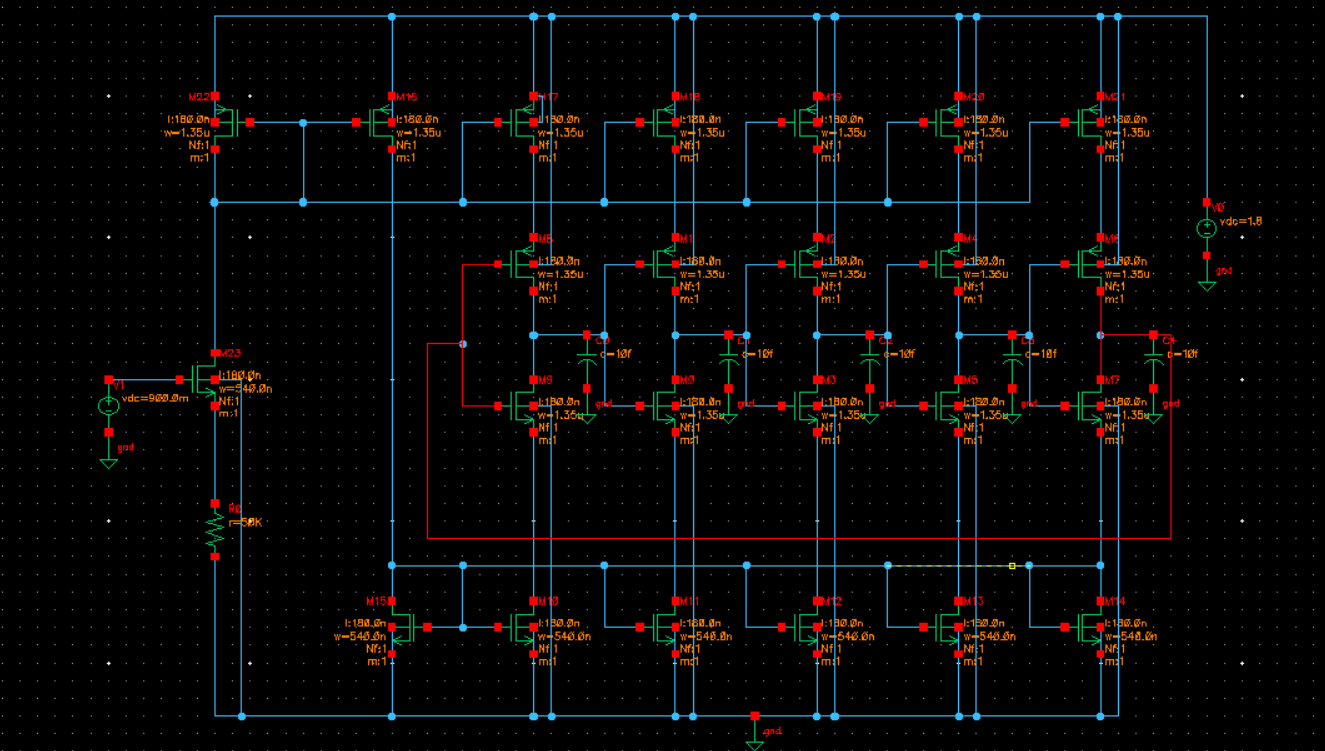 M22
l:180.0n
w=1.35u
Nf:1
m:1
M16
l:180.0n
w=1.35u
Nf:1
m:1
M17
l:180.0n
w=1.35u
Nf:1
m:1
M18
l:180.0n
w=1.35u
Nf:1
m:1
M19
l:180.0n
w=1.35u
Nf:1
m:1
M20
l:180.0n
w=1.35u
Nf:1
m:1
M21
l:180.0n
w=1.35u
Nf:1
m:1
V0
vdc=1.8
gnd
l:180.0n
w=1.35u
Nf:1
m:1
M1
l:180.0n
w=1.35u
Nf:1
m:1
M2
l:180.0n
w=1.35u
Nf:1
m:1
M4
l:180.0n
w=1.35u
Nf:1
m:1
l:180.0n
w=1.35u
Nf:1
m:1
c=10f
gnd
c=10f
gnd
c=10f
gnd
c=10f
gnd
c=10f
gnd
M23
l:180.0n
w=540.0n
Nf:1
m:1
V1
vdc=900.0m
gnd
R0
r=50K
M9
l:180.0n
w=1.35u
Nf:1
m:1
M0
l:180.0n
w=1.35u
Nf:1
m:1
M3
l:180.0n
w=1.35u
Nf:1
m:1
l:180.0n
w=1.35u
Nf:1
m:1
M7
l:180.0n
w=1.35u
Nf:1
m:1
M15
l:180.0n
w=540.0n
Nf:1
m:1
M10
l:180.0n
w=540.0n
Nf:1
m:1
M11
l:180.0n
w=540.0n
Nf:1
m:1
M12
l:180.0n
w=540.0n
Nf:1
m:1
M13
l:180.0n
w=540.0n
Nf:1
m:1
M14
l:180.0n
w=540.0n
Nf:1
m:1
gnd